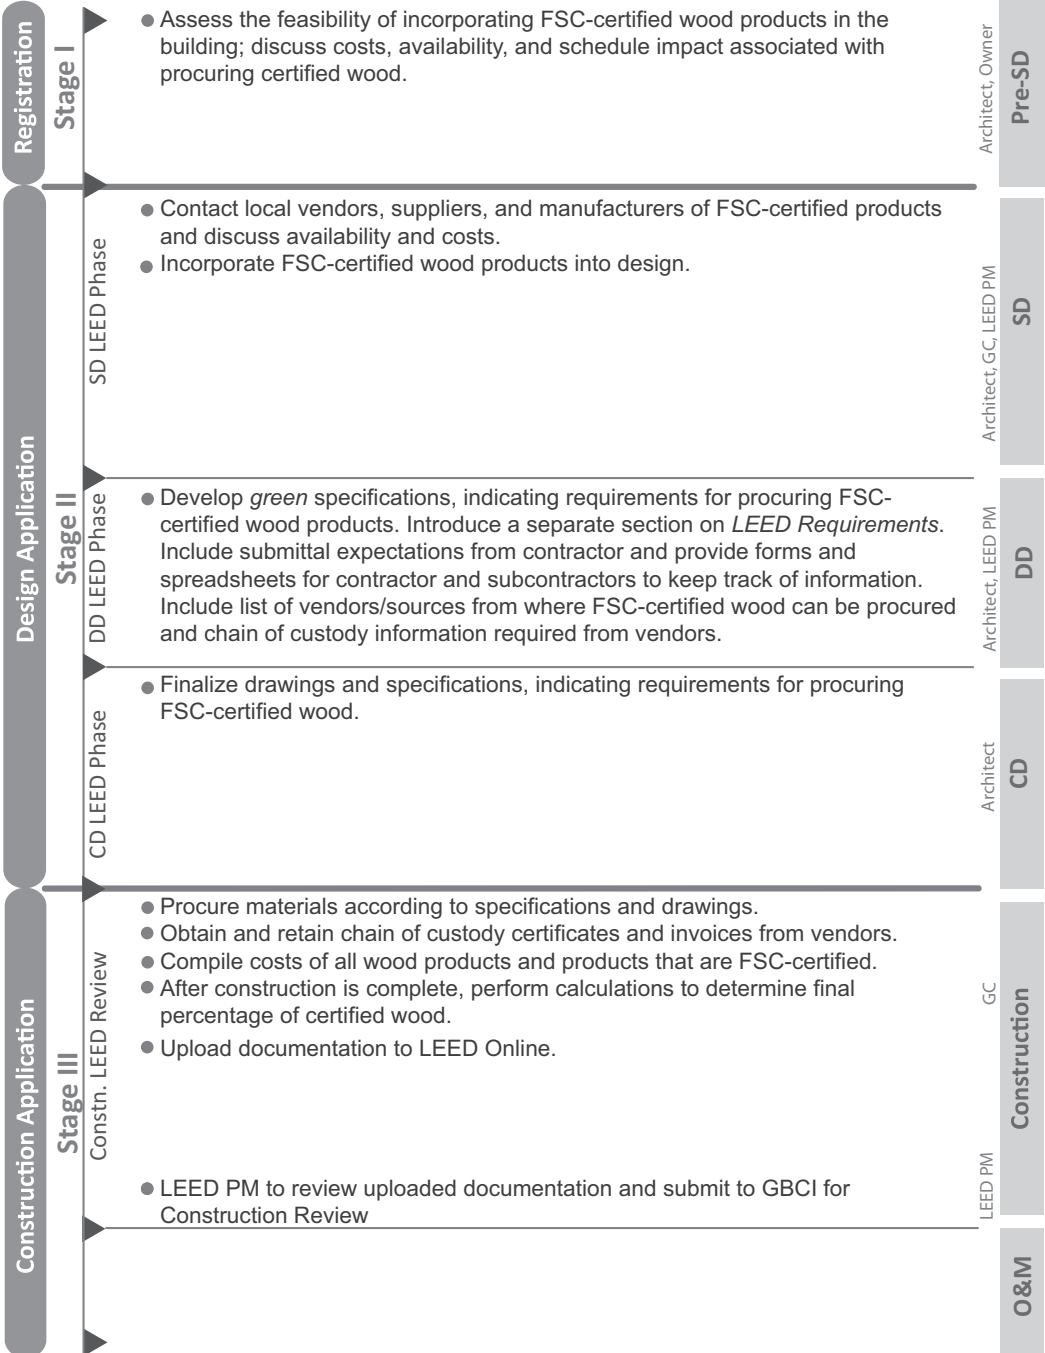 Registration
Stage I
Assess the feasibility of incorporating FSC-certified wood products in the
building; discuss costs, availability, and schedule impact associated with
procuring certified wood.
Architect, Owner
Pre-SD
Design Application
Stage II
SD LEED Phase
Contact local vendors, suppliers, and manufacturers of FSC-certified products
and discuss availability and costs.
Incorporate FSC-certified wood products into design.
Architect, GC, LEED PM
SD
DD LEED Phase
Develop green specifications, indicating requirements for procuring FSC-
certified wood products. Introduce a separate section on LEED Requirements.
Include submittal expectations from contractor and provide forms and
spreadsheets for contractor and subcontractors to keep track of information.
Include list of vendors/sources from where FSC-certified wood can be procured
and chain of custody information required from vendors.
Architect, LEED PM
DD
CD LEED Phase
Finalize drawings and specifications, indicating requirements for procuring
FSC-certified wood.
Architect
CD
Construction Application
Stage III
Constn. LEED Review
Procure materials according to specifications and drawings.
Obtain and retain chain of custody certificates and invoices from vendors.
Compile costs of all wood products and products that are FSC-certified.
After construction is complete, perform calculations to determine final
percentage of certified wood.
Upload documentation to LEED Online.
GC
Construction
LEED PM to review uploaded documentation and submit to GBCI for
Construction Review
LEED PM
O&M